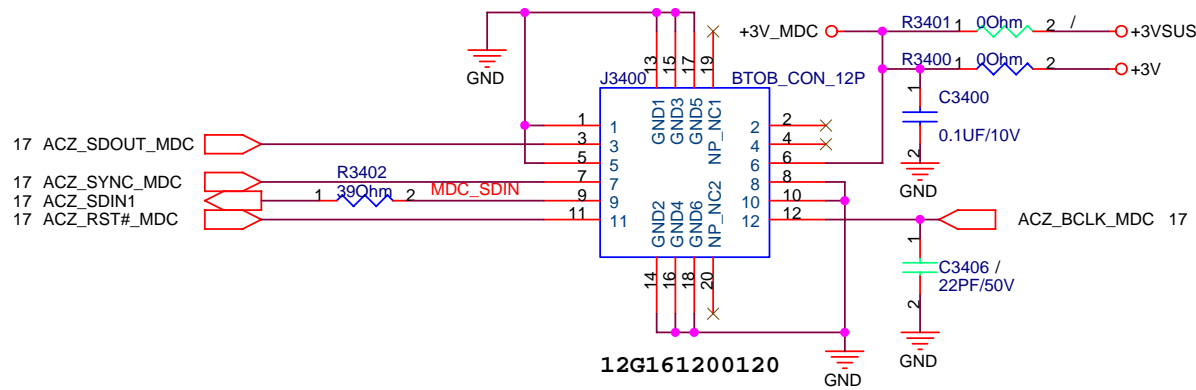 R3401 1 0Ohm 2 /
+3V_MDC
+3VSUS
R3400 1 0Ohm 2
+3V
GND
13 15 17 19
J3400 BTOB_CON_12P
GND1 GND3 GND5 NP_NC1
1 C3400
0.1UF/10V
2
GND
1 1 2 2
17 ACZ_SDOUT_MDC 3 3 4 4
5 5 6 6
17 ACZ_SYNC_MDC 7 7 8 8
R3402
17 ACZ_SDIN1 1 39Ohm 2 MDC_SDIN 9 9 10 10
17 ACZ_RST#_MDC 11 11 12 12 ACZ_BCLK_MDC 17
GND2 GND4 GND6 NP_NC2
14 16 18 20
1 C3406 /
22PF/50V
2
GND
12G161200120
GND